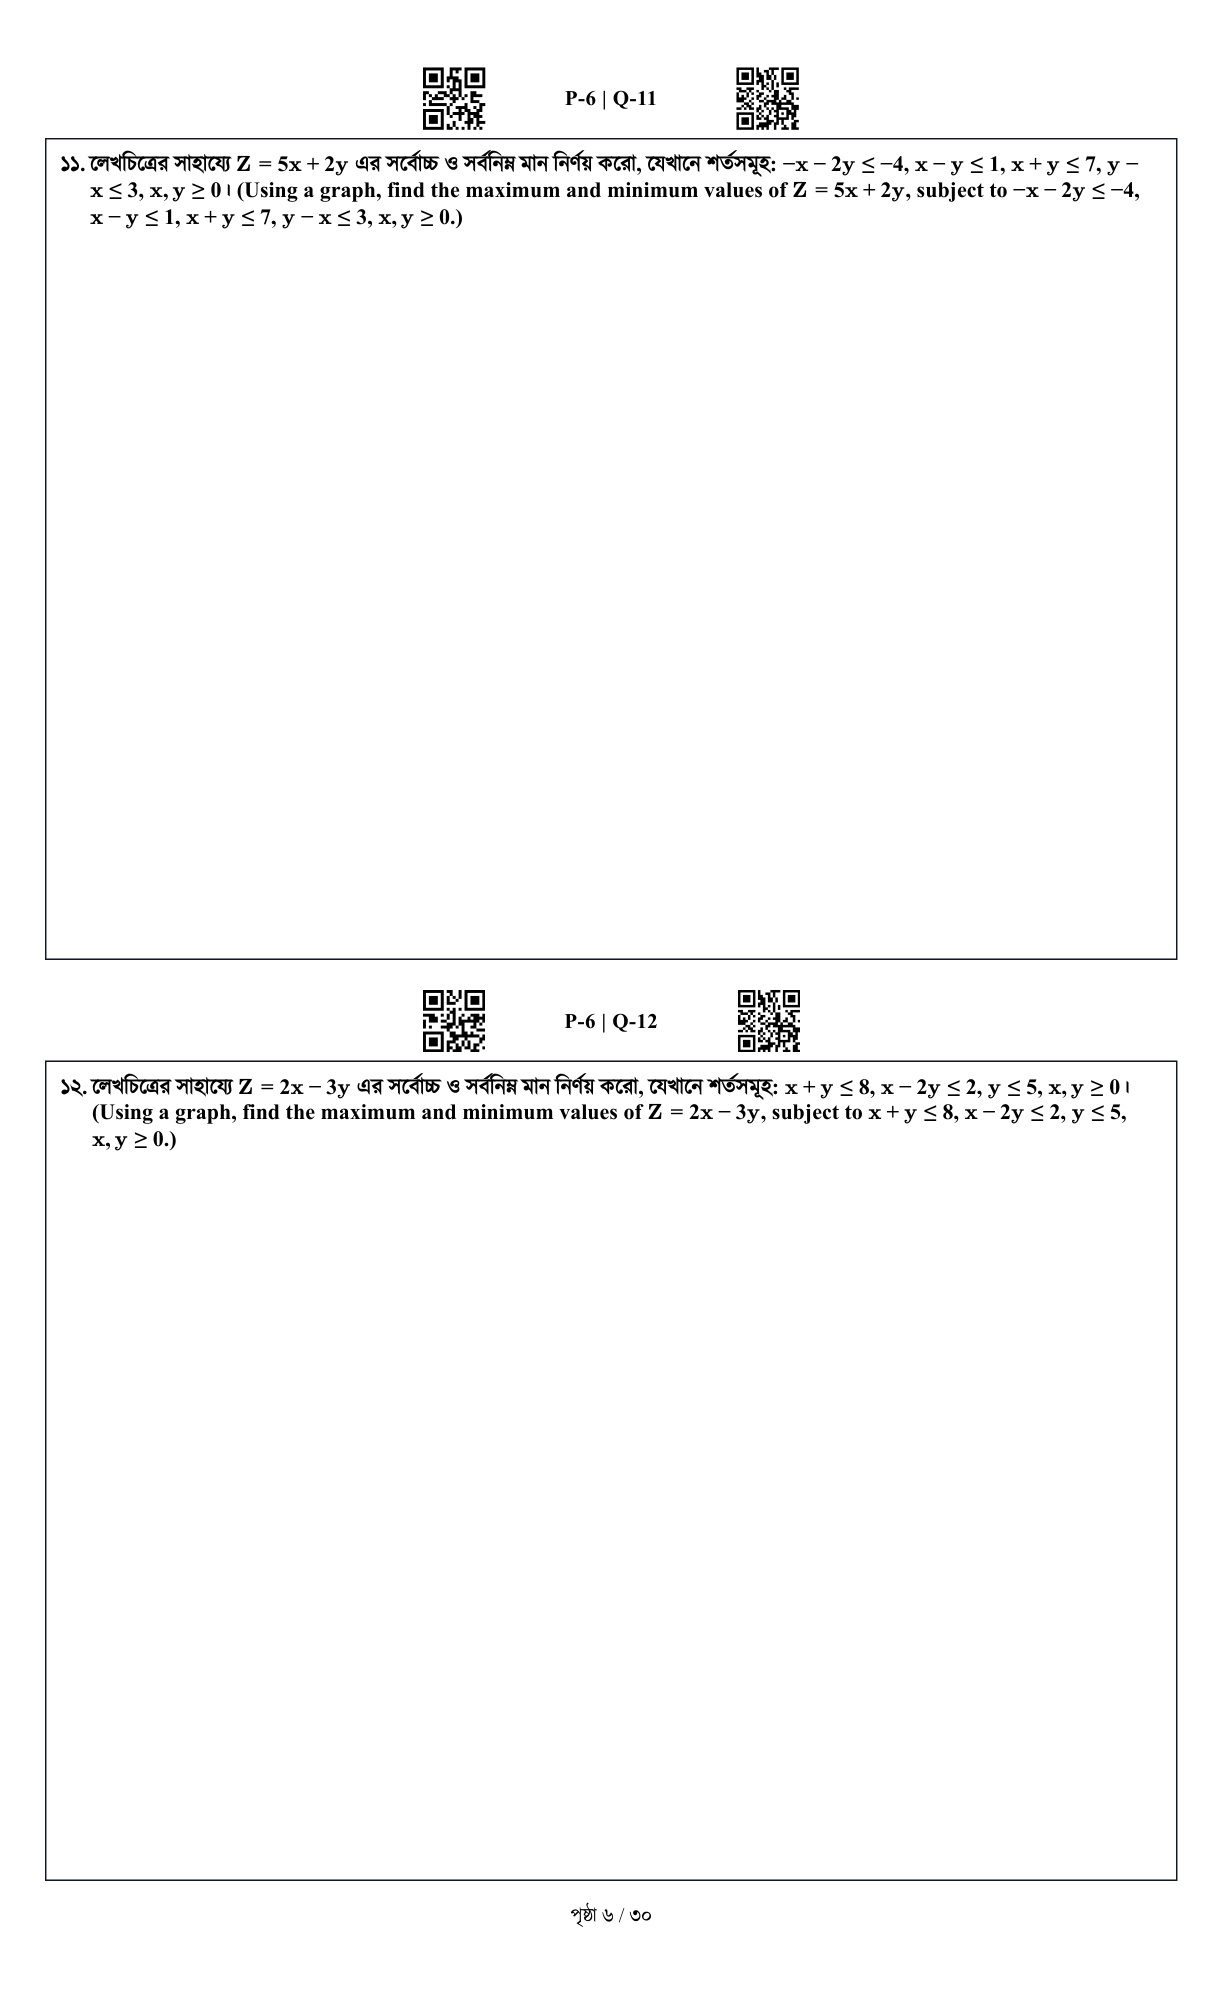 P-6 | Q-11
১১. লেখচিত্রের সাহায্যে Z = 5x + 2y এর সর্বোচ্চ ও সর্বনিম্ন মান নির্ণয় করো, যেখানে শর্তসমূহ: −x − 2y ≤ −4, x − y ≤ 1, x + y ≤ 7, y −
x ≤ 3, x, y ≥ 0। (Using a graph, find the maximum and minimum values of Z = 5x + 2y, subject to −x − 2y ≤ −4,
x − y ≤ 1, x + y ≤ 7, y − x ≤ 3, x, y ≥ 0.)
P-6 | Q-12
১২. লেখচিত্রের সাহায্যে Z = 2x − 3y এর সর্বোচ্চ ও সর্বনিম্ন মান নির্ণয় করো, যেখানে শর্তসমূহ: x + y ≤ 8, x − 2y ≤ 2, y ≤ 5, x, y ≥ 0।
(Using a graph, find the maximum and minimum values of Z = 2x − 3y, subject to x + y ≤ 8, x − 2y ≤ 2, y ≤ 5,
x, y ≥ 0.)
পৃষ্ঠা ৬ / ৩০